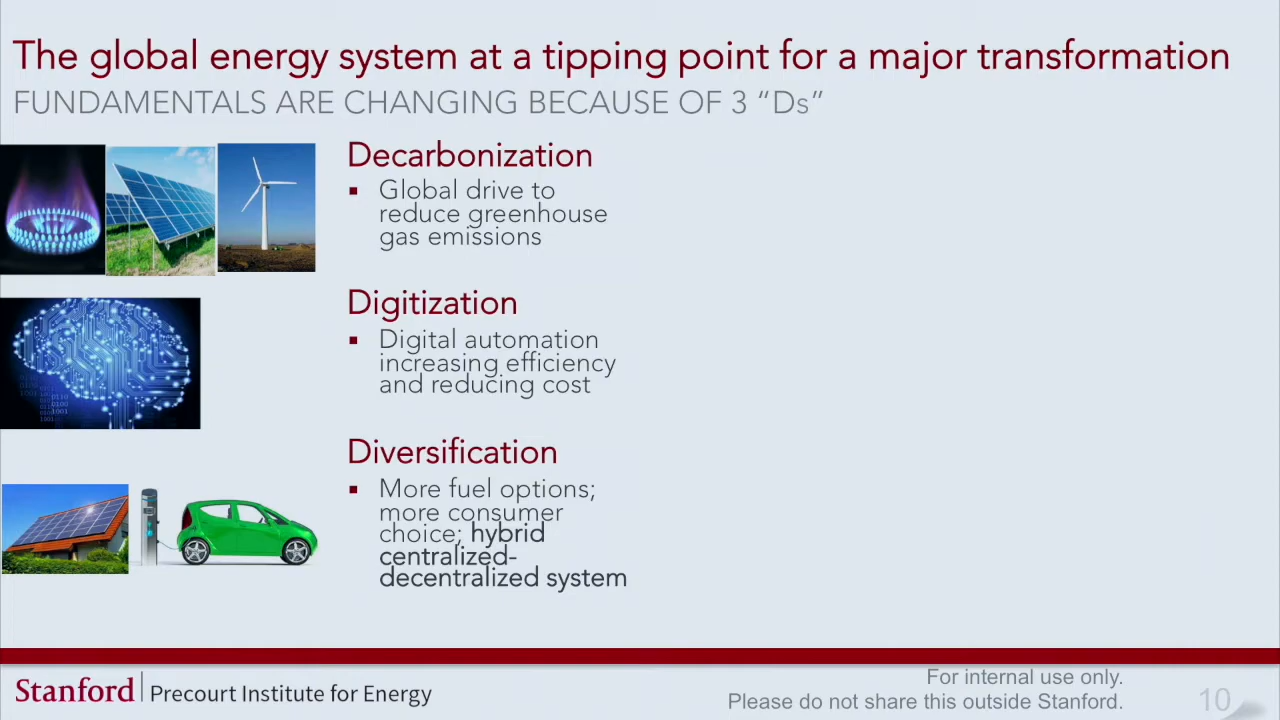 The global energy system at a tipping point for a major transformation
FUNDAMENTALS ARE CHANGING BECAUSE OF 3 “Ds”
Decarbonization
▪ Global drive to
reduce greenhouse
gas emissions
Digitization
▪ Digital automation
increasing efficiency
and reducing cost
Diversification
▪ More fuel options;
more consumer
choice; hybrid
centralized-
decentralized system
Stanford | Precourt Institute for Energy
For internal use only.
Please do not share this outside Stanford.
10